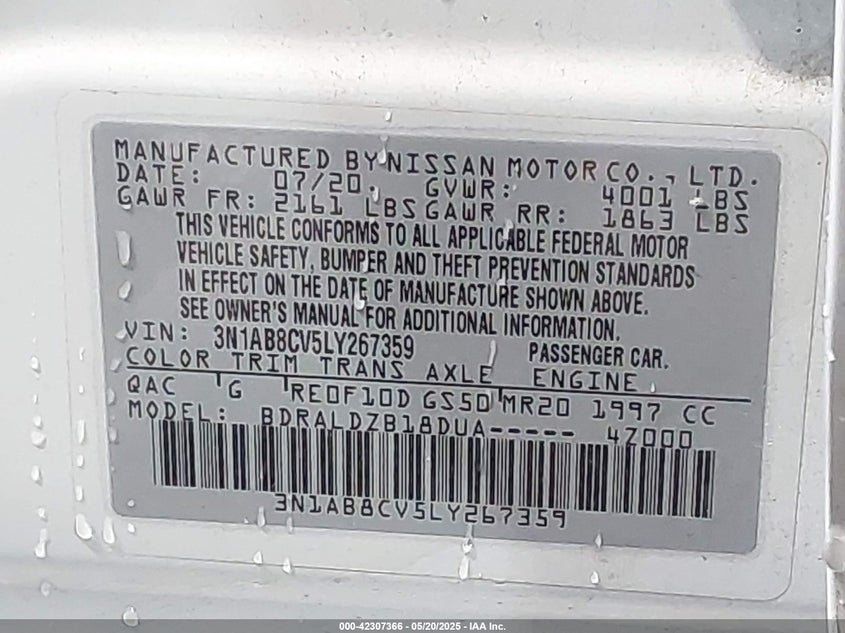 MANUFACTURED BY NISSAN MOTOR CO., LTD.
DATE: 07/20 GVWR: 4001 LBS
GAWR FR: 2161 LBS GAWR RR: 1863 LBS
THIS VEHICLE CONFORMS TO ALL APPLICABLE FEDERAL MOTOR
VEHICLE SAFETY, BUMPER AND THEFT PREVENTION STANDARDS
IN EFFECT ON THE DATE OF MANUFACTURE SHOWN ABOVE.
SEE OWNER'S MANUAL FOR ADDITIONAL INFORMATION.
VIN: 3N1AB8CV5LY267359 PASSENGER CAR.
COLOR TRIM TRANS AXLE ENGINE
QAC G RE0F10D GS50 MR20 1997 CC
MODEL: BDRALDZB18DUA----- 4Z000
3N1AB8CV5LY267359
000-42307366 - 05/20/2025 - IAA Inc.